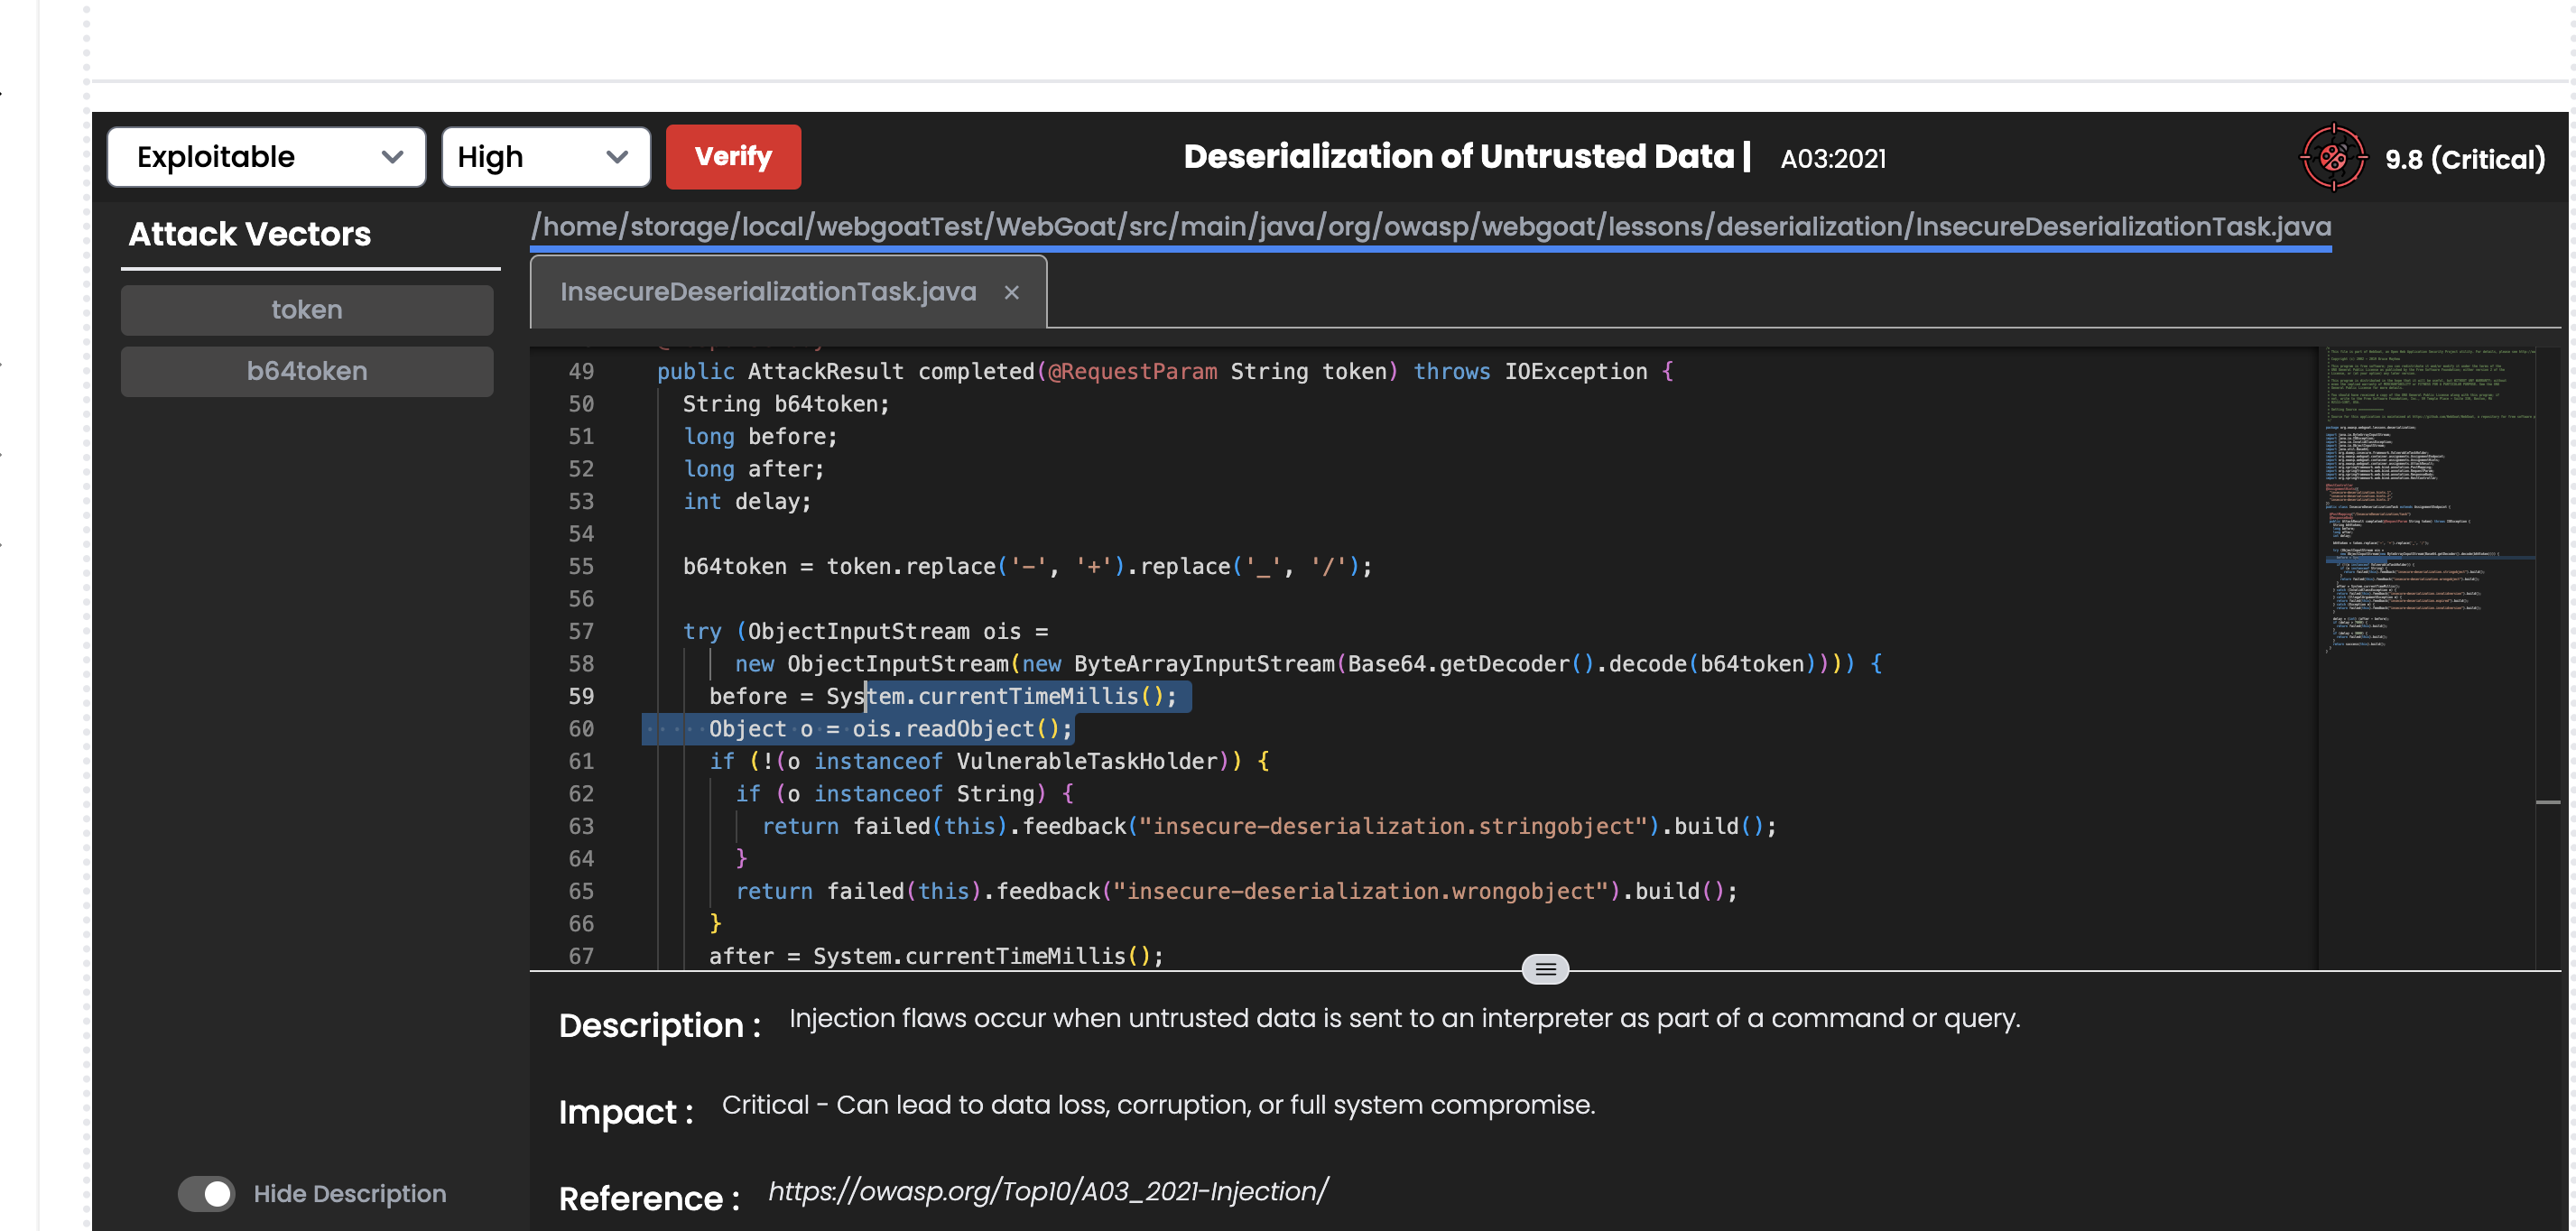 Exploitable High Verify Deserialization of Untrusted Data | A03:2021 9.8 (Critical)
Attack Vectors
token
b64token
Hide Description
/home/storage/local/webgoatTest/WebGoat/src/main/java/org/owasp/webgoat/lessons/deserialization/InsecureDeserializationTask.java
InsecureDeserializationTask.java ×
49 public AttackResult completed(@RequestParam String token) throws IOException {
50 String b64token;
51 long before;
52 long after;
53 int delay;
54
55 b64token = token.replace('-', '+').replace('_', '/');
56
57 try (ObjectInputStream ois =
58 new ObjectInputStream(new ByteArrayInputStream(Base64.getDecoder().decode(b64token)))) {
59 before = System.currentTimeMillis();
60 Object o = ois.readObject();
61 if (!(o instanceof VulnerableTaskHolder)) {
62 if (o instanceof String) {
63 return failed(this).feedback("insecure-deserialization.stringobject").build();
64 }
65 return failed(this).feedback("insecure-deserialization.wrongobject").build();
66 }
67 after = System.currentTimeMillis();
Description : Injection flaws occur when untrusted data is sent to an interpreter as part of a command or query.
Impact : Critical - Can lead to data loss, corruption, or full system compromise.
Reference : https://owasp.org/Top10/A03_2021-Injection/